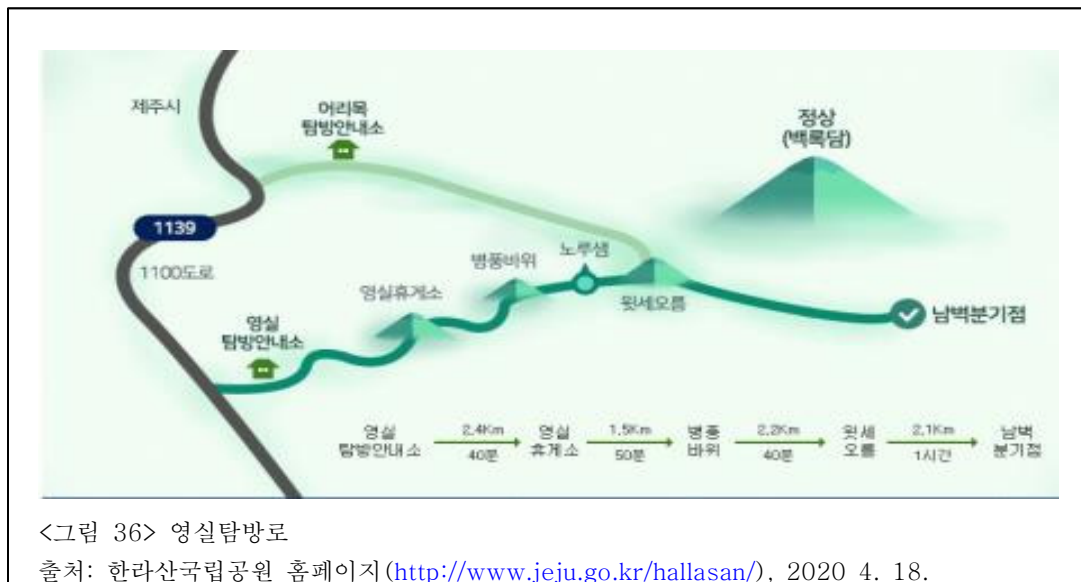 제주시
어리목
탐방안내소
정상
(백록담)
1139
1100도로
병풍바위
노루샘
영실휴게소
윗세오름
남벽분기점
영실
탐방안내소
영실
탐방안내소
2.4Km
40분
영실
휴게소
1.5Km
50분
병풍
바위
2.2Km
40분
윗세
오름
2.1Km
1시간
남벽
분기점
<그림 36> 영실탐방로
출처: 한라산국립공원 홈페이지(http://www.jeju.go.kr/hallasan/), 2020 4. 18.